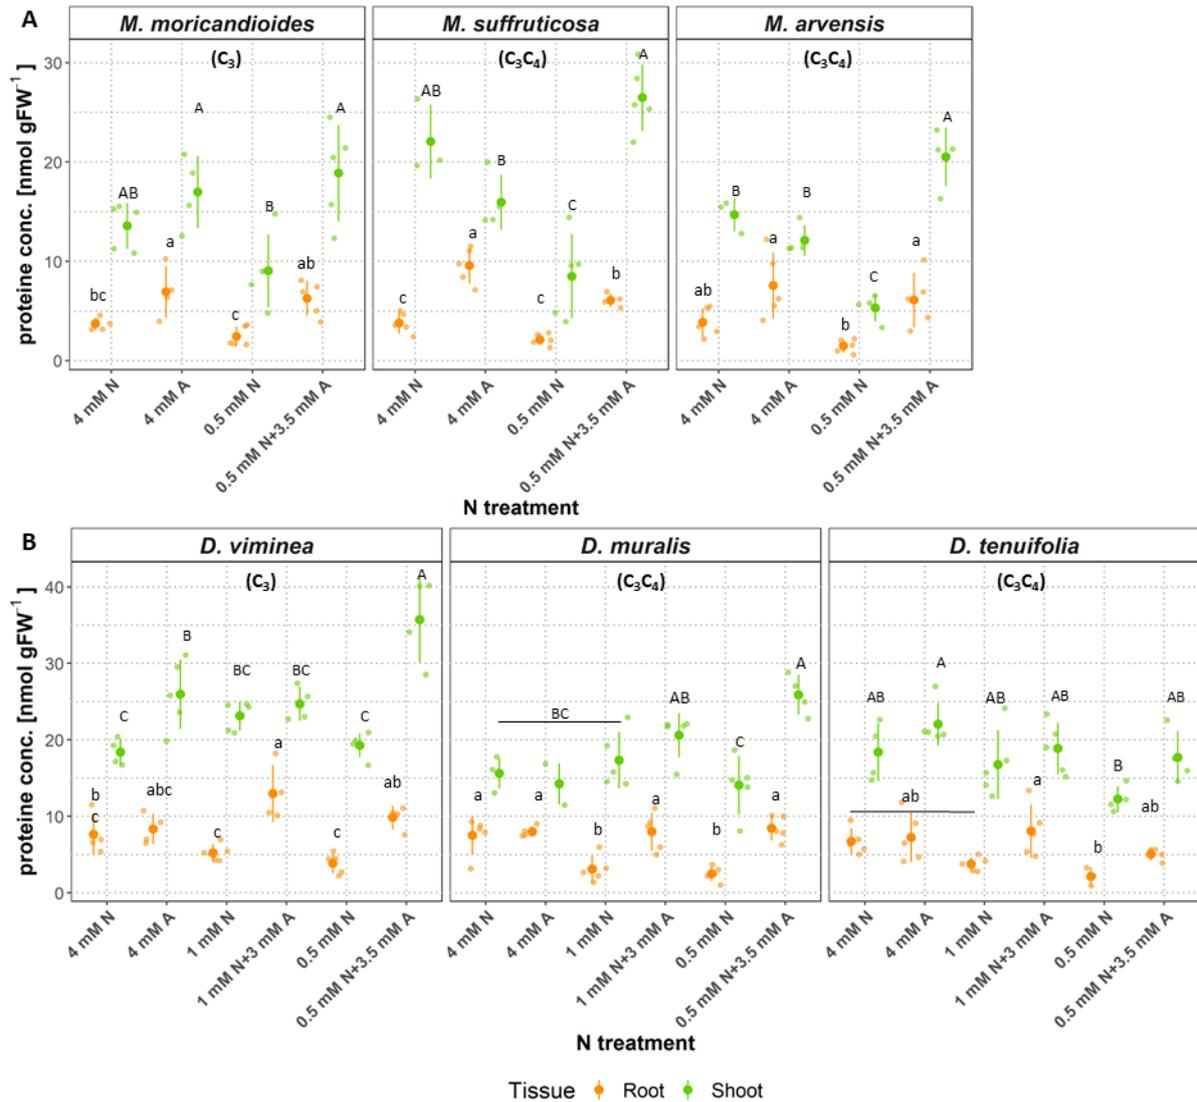 A
M. moricandioides
M. suffruticosa
M. arvensis
(C₃)
(C₃C₄)
(C₃C₄)
proteine conc. [nmol gFW⁻¹ ]
30
20
10
0
AB
A
B
A
bc
a
c
ab
AB
B
C
A
c
a
c
b
B
B
C
A
ab
a
b
a
4 mM N
4 mM A
0.5 mM N
0.5 mM N+3.5 mM A
4 mM N
4 mM A
0.5 mM N
0.5 mM N+3.5 mM A
4 mM N
4 mM A
0.5 mM N
0.5 mM N+3.5 mM A
N treatment
B
D. viminea
D. muralis
D. tenuifolia
(C₃)
(C₃C₄)
(C₃C₄)
proteine conc. [nmol gFW⁻¹ ]
40
30
20
10
0
C
B
BC
BC
C
A
b
c
abc
c
a
c
ab
BC
AB
C
A
a
a
b
a
b
a
AB
A
AB
AB
B
AB
ab
a
b
ab
4 mM N
4 mM A
1 mM N
1 mM N+3 mM A
0.5 mM N
0.5 mM N+3.5 mM A
4 mM N
4 mM A
1 mM N
1 mM N+3 mM A
0.5 mM N
0.5 mM N+3.5 mM A
4 mM N
4 mM A
1 mM N
1 mM N+3 mM A
0.5 mM N
0.5 mM N+3.5 mM A
N treatment
Tissue Root Shoot